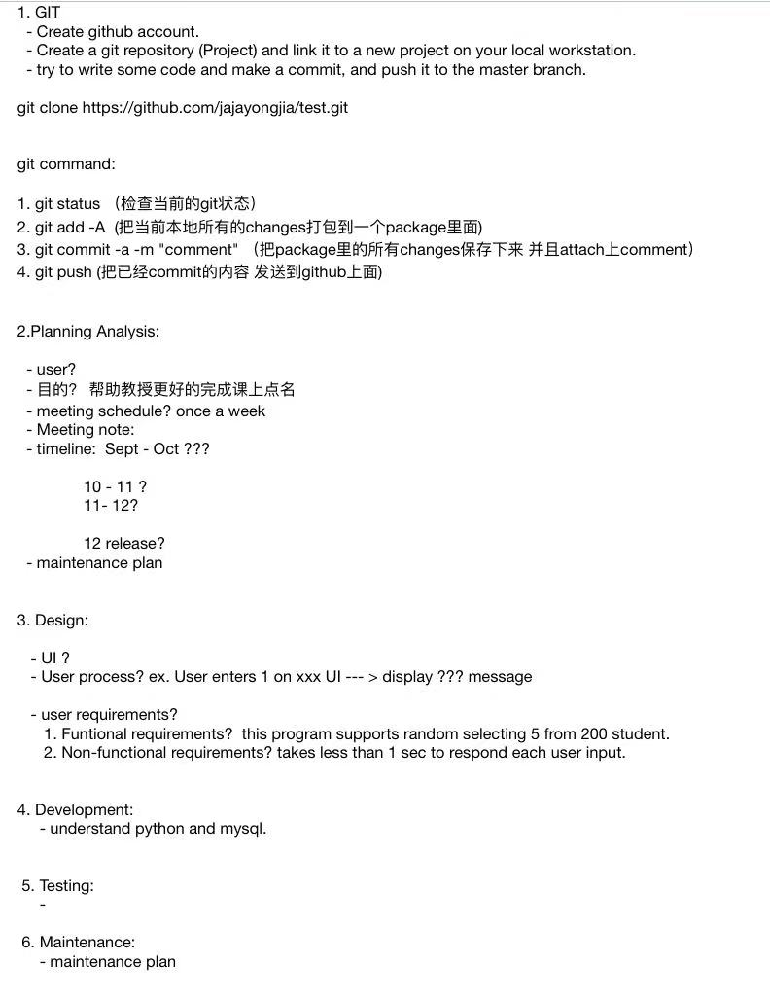 1. GIT
- Create github account.
- Create a git repository (Project) and link it to a new project on your local workstation.
- try to write some code and make a commit, and push it to the master branch.
git clone https://github.com/jajayongjia/test.git
git command:
1. git status （检查当前的git状态）
2. git add -A  (把当前本地所有的changes打包到一个package里面)
3. git commit -a -m "comment" （把package里的所有changes保存下来 并且attach上comment）
4. git push (把已经commit的内容 发送到github上面)
2.Planning Analysis:
- user?
- 目的?   帮助教授更好的完成课上点名
- meeting schedule? once a week
- Meeting note:
- timeline:  Sept - Oct ???
10 - 11 ?
11- 12?
12 release?
- maintenance plan
3. Design:
- UI ?
- User process? ex. User enters 1 on xxx UI --- > display ??? message
- user requirements?
1. Funtional requirements?  this program supports random selecting 5 from 200 student.
2. Non-functional requirements? takes less than 1 sec to respond each user input.
4. Development:
- understand python and mysql.
5. Testing:
-
6. Maintenance:
- maintenance plan